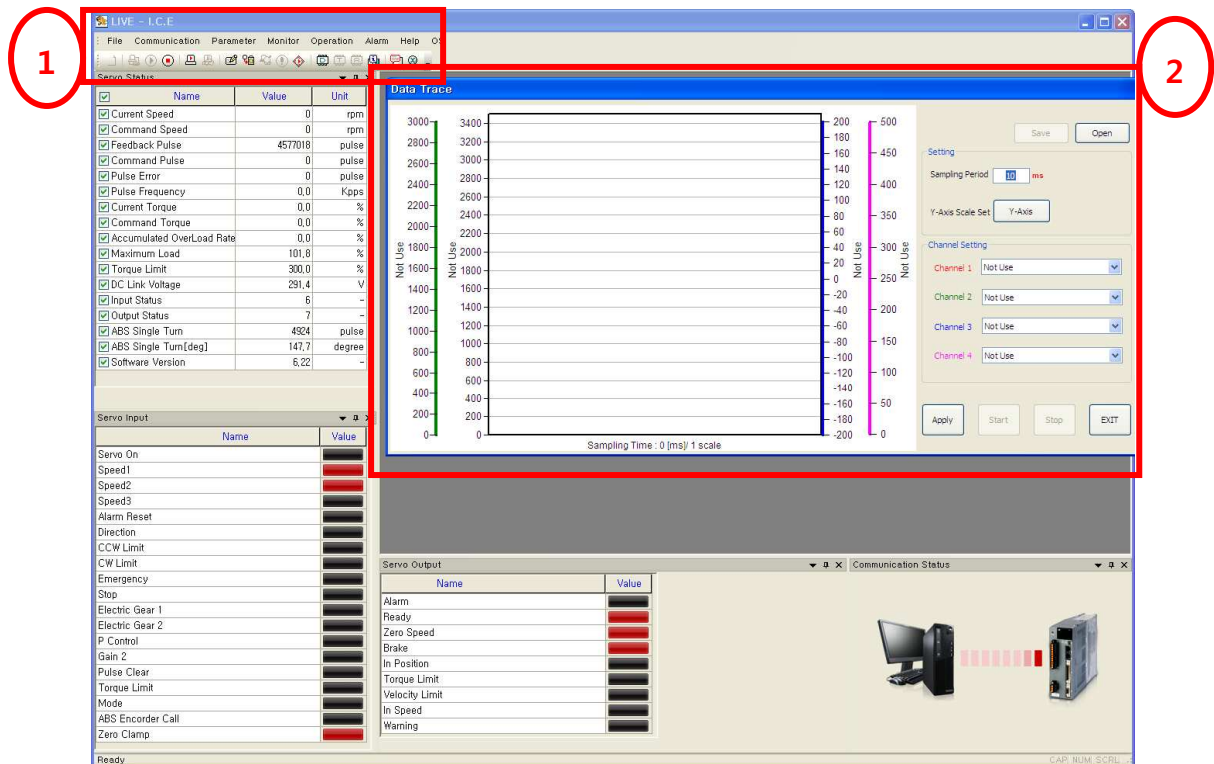 1
2
LIVE - I.C.E
File Communication Parameter Monitor Operation Alarm Help OS
Servo Status
Name Value Unit
Current Speed 0 rpm
Command Speed 0 rpm
Feedback Pulse 4577018 pulse
Command Pulse 0 pulse
Pulse Error 0 pulse
Pulse Frequency 0,0 Kpps
Current Torque 0,0 %
Command Torque 0,0 %
Accumulated OverLoad Rate 0,0 %
Maximum Load 101,8 %
Torque Limit 300,0 %
DC Link Voltage 291,4 V
Input Status 6 -
Output Status 7 -
ABS Single Turn 4924 pulse
ABS Single Turn[deg] 147,7 degree
Software Version 6,22 -
Servo Input
Name Value
Servo On
Speed1
Speed2
Speed3
Alarm Reset
Direction
CCW Limit
CW Limit
Emergency
Stop
Electric Gear 1
Electric Gear 2
P Control
Gain 2
Pulse Clear
Torque Limit
Mode
ABS Encorder Call
Zero Clamp
Data Trace
3000
2800
2600
2400
2200
2000
1800
1600
1400
1200
1000
800
600
400
200
0
Not Use
3400
3200
3000
2800
2600
2400
2200
2000
1800
1600
1400
1200
1000
800
600
400
200
0
Not Use
200
180
160
140
120
100
80
60
40
20
0
-20
-40
-60
-80
-100
-120
-140
-160
-180
-200
Not Use
500
450
400
350
300
250
200
150
100
50
0
Not Use
Sampling Time : 0 [ms]/ 1 scale
Save Open
Setting
Sampling Period 10 ms
Y-Axis Scale Set Y-Axis
Channel Setting
Channel 1 Not Use
Channel 2 Not Use
Channel 3 Not Use
Channel 4 Not Use
Apply Start Stop EXIT
Servo Output
Name Value
Alarm
Ready
Zero Speed
Brake
In Position
Torque Limit
Velocity Limit
In Speed
Warning
Communication Status
Ready
CAP NUM SCRL